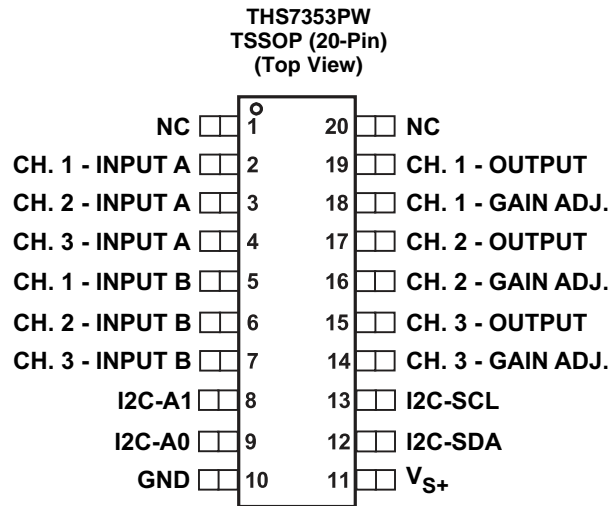 THS7353PW
TSSOP (20-Pin)
(Top View)
NC 1 20 NC
CH. 1 - INPUT A 2 19 CH. 1 - OUTPUT
CH. 2 - INPUT A 3 18 CH. 1 - GAIN ADJ.
CH. 3 - INPUT A 4 17 CH. 2 - OUTPUT
CH. 1 - INPUT B 5 16 CH. 2 - GAIN ADJ.
CH. 2 - INPUT B 6 15 CH. 3 - OUTPUT
CH. 3 - INPUT B 7 14 CH. 3 - GAIN ADJ.
I2C-A1 8 13 I2C-SCL
I2C-A0 9 12 I2C-SDA
GND 10 11 VS+